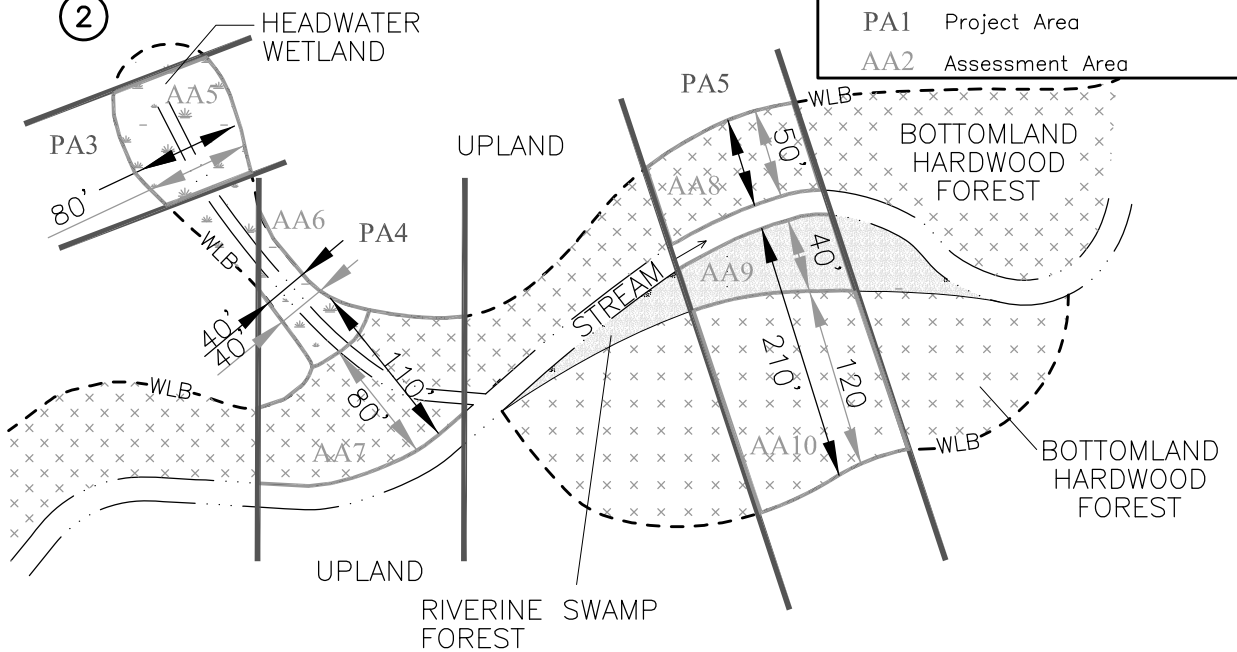 2
HEADWATER
WETLAND
PA1 Project Area
AA2 Assessment Area
AA5
PA3
80'
UPLAND
PA5
WLB
BOTTOMLAND
HARDWOOD
FOREST
50'
AA8
AA6
PA4
WLB
40'
40'
STREAM
AA9
40'
WLB
110'
80'
AA7
210'
120
AA10
WLB
BOTTOMLAND
HARDWOOD
FOREST
UPLAND
RIVERINE SWAMP
FOREST